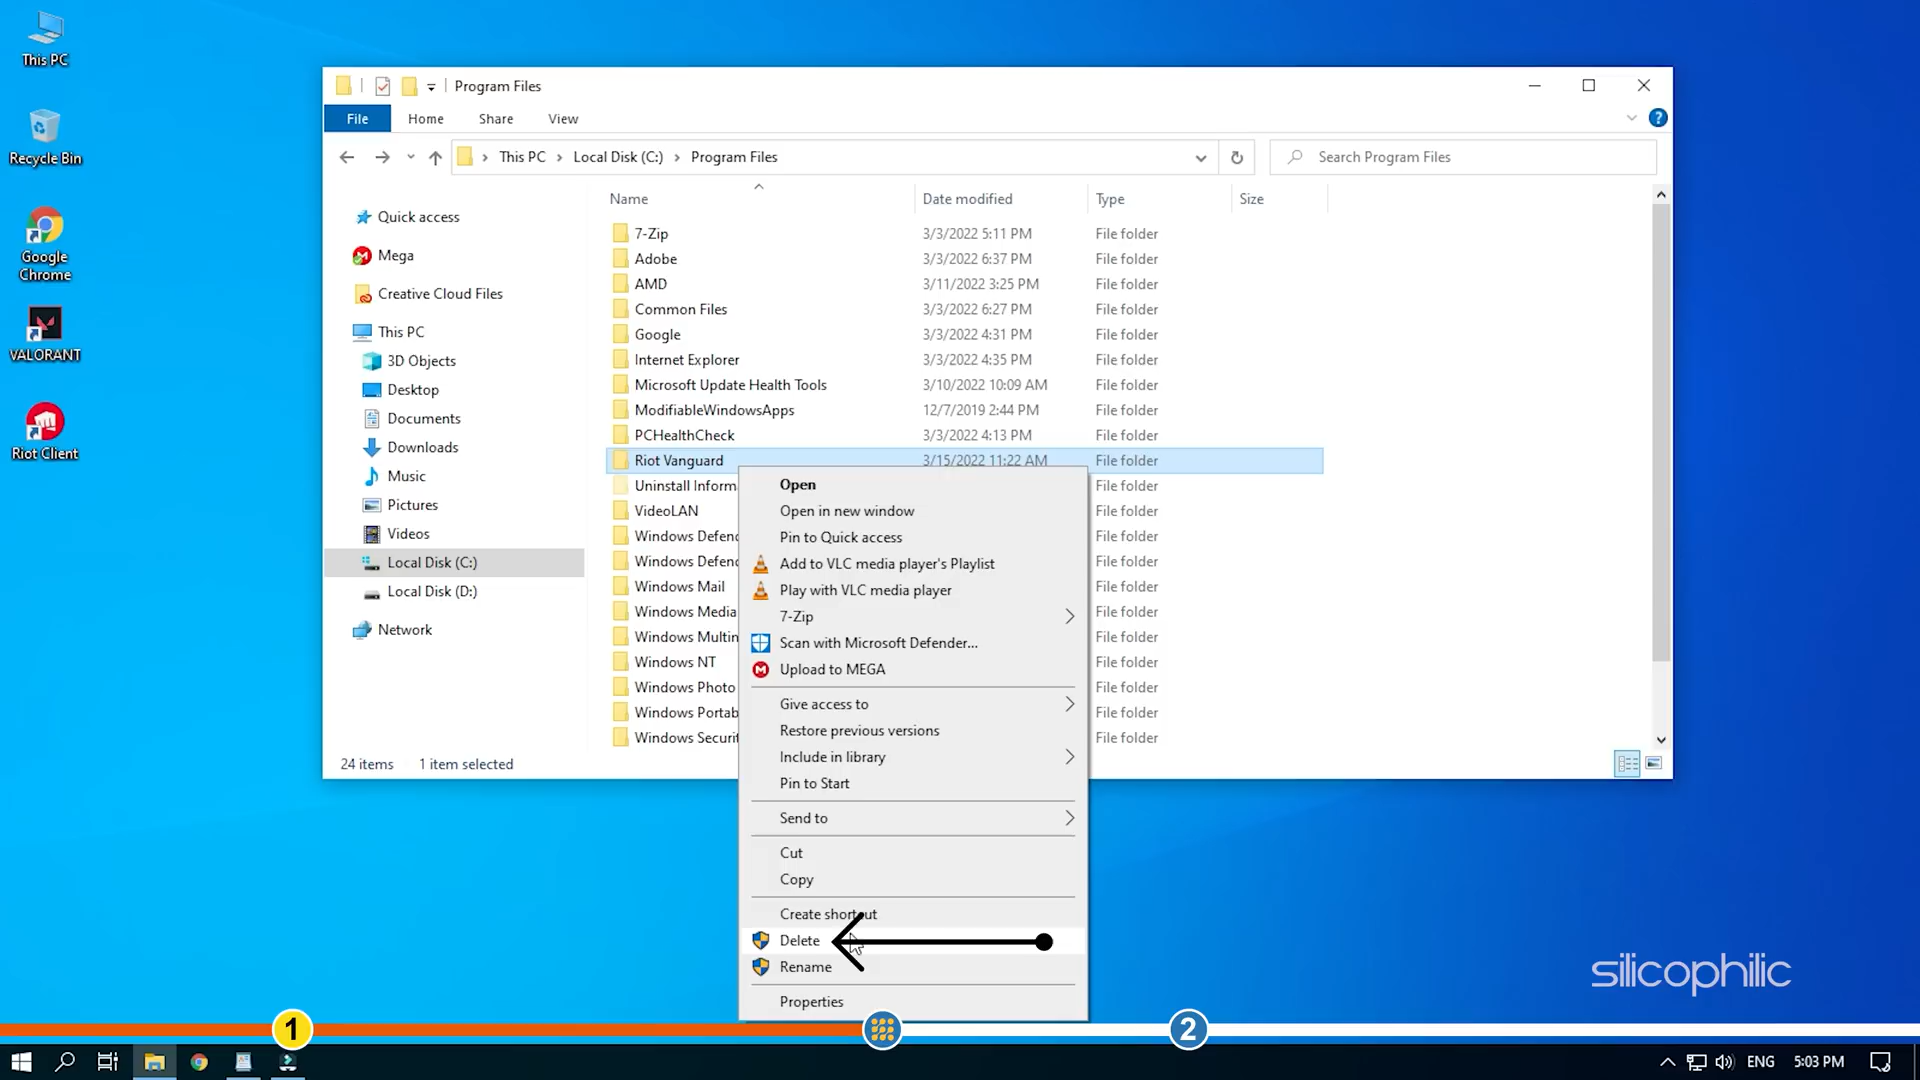 This PC
Recycle Bin
Google
Chrome
VALORANT
Riot Client
Program Files
File Home Share View
This PC Local Disk (C:) Program Files
Search Program Files
Quick access
Mega
Creative Cloud Files
This PC
3D Objects
Desktop
Documents
Downloads
Music
Pictures
Videos
Local Disk (C:)
Local Disk (D:)
Network
Name Date modified Type Size
7-Zip 3/3/2022 5:11 PM File folder
Adobe 3/3/2022 6:37 PM File folder
AMD 3/11/2022 3:25 PM File folder
Common Files 3/3/2022 6:27 PM File folder
Google 3/3/2022 4:31 PM File folder
Internet Explorer 3/3/2022 4:35 PM File folder
Microsoft Update Health Tools 3/10/2022 10:09 AM File folder
ModifiableWindowsApps 12/7/2019 2:44 PM File folder
PCHealthCheck 3/3/2022 4:13 PM File folder
Riot Vanguard 3/15/2022 11:22 AM File folder
Uninstall Inform File folder
VideoLAN File folder
Windows Defen File folder
Windows Defen File folder
Windows Mail File folder
Windows Media File folder
Windows Multin File folder
Windows NT File folder
Windows Photo File folder
Windows Portab File folder
Windows Securit File folder
24 items 1 item selected
Open
Open in new window
Pin to Quick access
Add to VLC media player's Playlist
Play with VLC media player
7-Zip
Scan with Microsoft Defender...
Upload to MEGA
Give access to
Restore previous versions
Include in library
Pin to Start
Send to
Cut
Copy
Create shortcut
Delete
Rename
Properties
silicophilic
1
2
ENG 5:03 PM